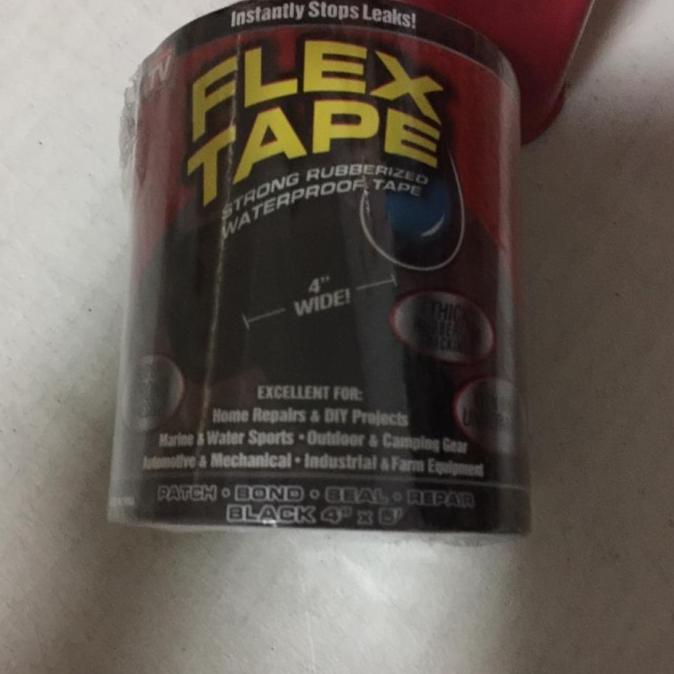 Instantly Stops Leaks!
TV
FLEX
TAPE
STRONG RUBBERIZED
WATERPROOF TAPE
4"
WIDE!
EXCELLENT FOR:
Home Repairs & DIY Projects
Marine & Water Sports • Outdoor & Camping Gear
Automotive & Mechanical • Industrial & Farm Equipment
PATCH • BOND • SEAL • REPAIR
BLACK 4" x 5'